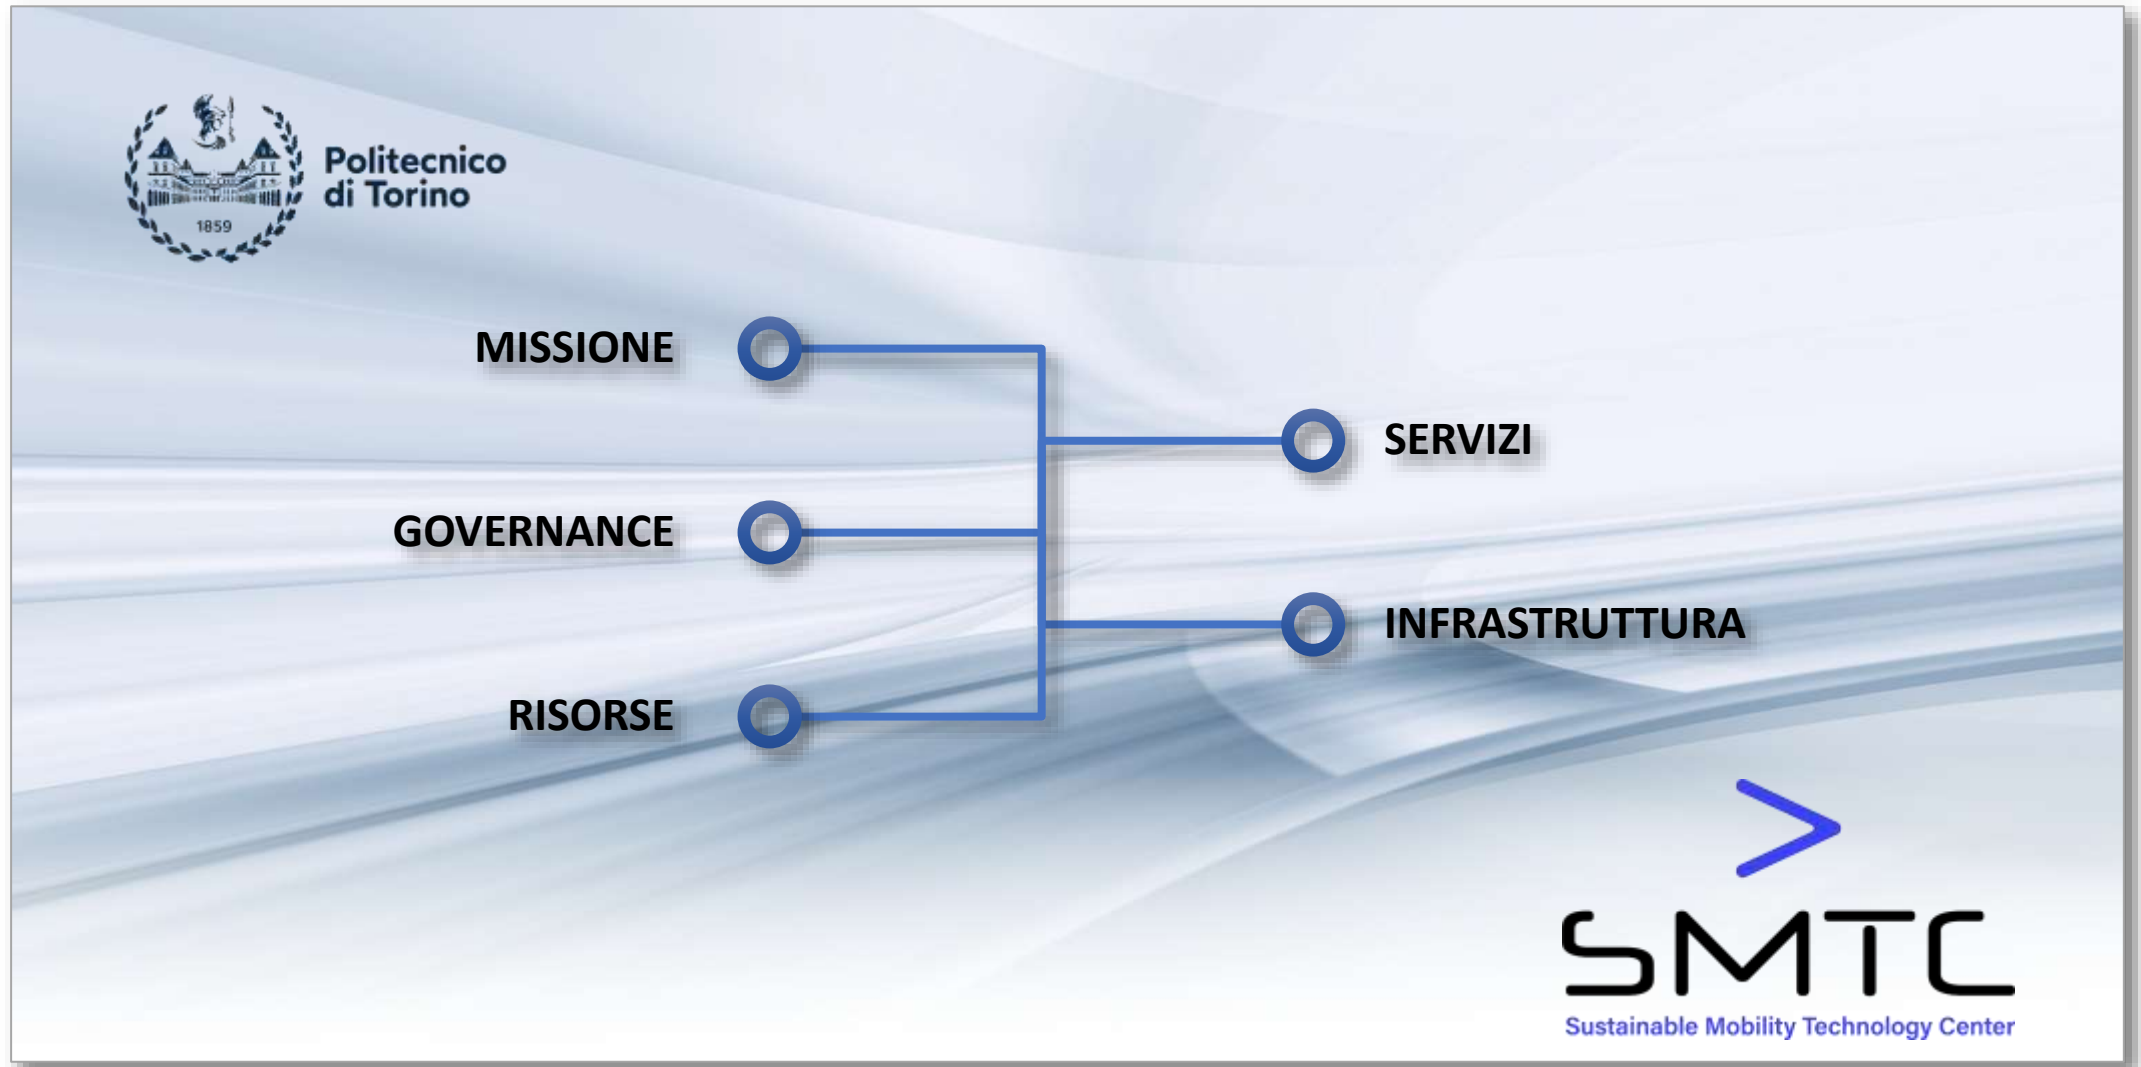 Politecnico
di Torino
1859
MISSIONE
SERVIZI
GOVERNANCE
INFRASTRUTTURA
RISORSE
SMTC
Sustainable Mobility Technology Center